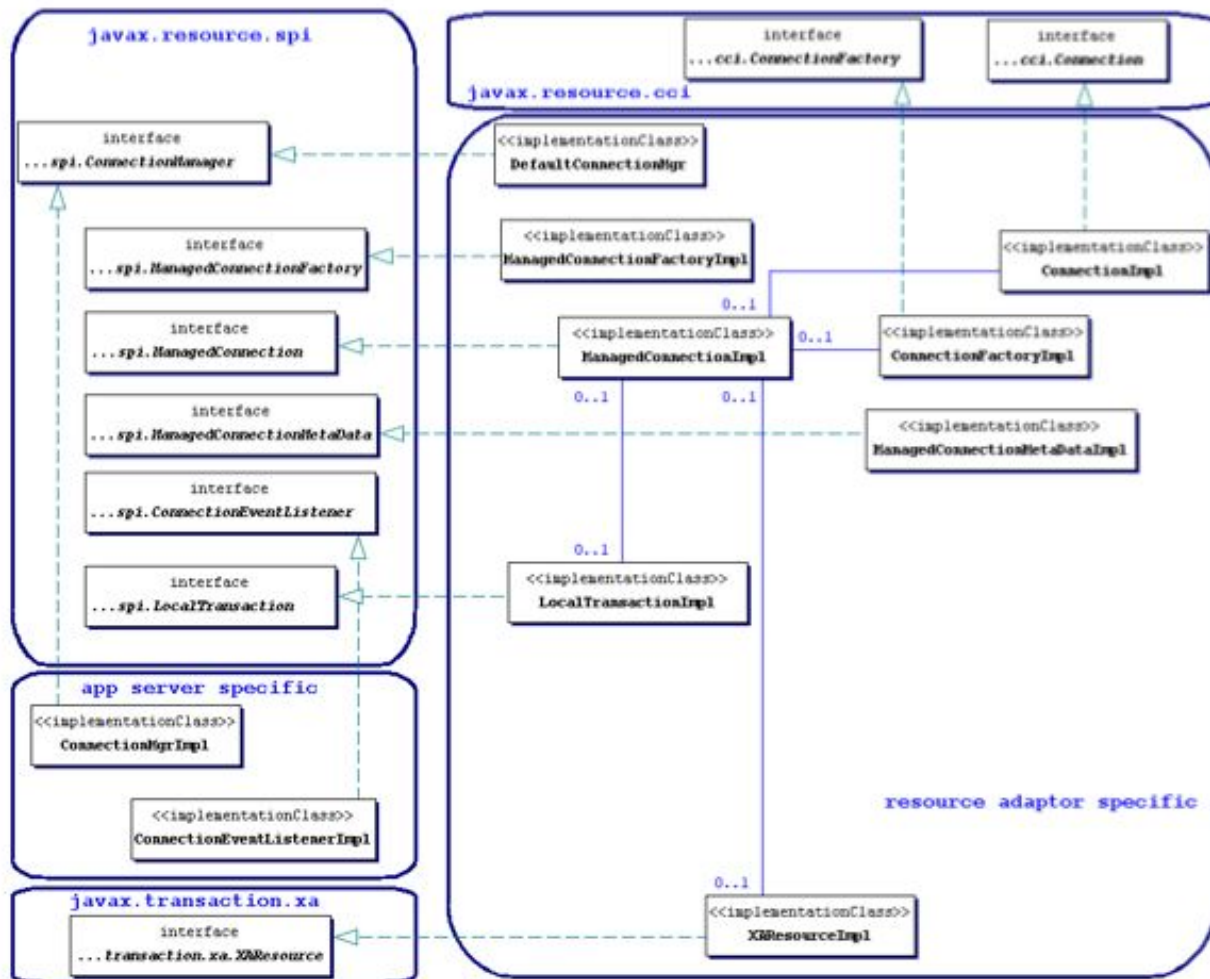 javax.resource.spi
interface
...cci.ConnectionFactory
interface
...cci.Connection
javax.resource.cci
interface
...spi.ConnectionManager
<<implementationClass>>
DefaultConnectionMgr
interface
...spi.ManagedConnectionFactory
<<implementationClass>>
ManagedConnectionFactoryImpl
<<implementationClass>>
ConnectionImpl
0..1
interface
...spi.ManagedConnection
<<implementationClass>>
ManagedConnectionImpl
0..1
<<implementationClass>>
ConnectionFactoryImpl
0..1
0..1
interface
...spi.ManagedConnectionMetaData
<<implementationClass>>
ManagedConnectionMetaDataImpl
interface
...spi.ConnectionEventListener
0..1
interface
...spi.LocalTransaction
<<implementationClass>>
LocalTransactionImpl
app server specific
<<implementationClass>>
ConnectionMgrImpl
<<implementationClass>>
ConnectionEventListenerImpl
resource adaptor specific
javax.transaction.xa
interface
...transaction.xa.XAResource
0..1
<<implementationClass>>
XAResourceImpl